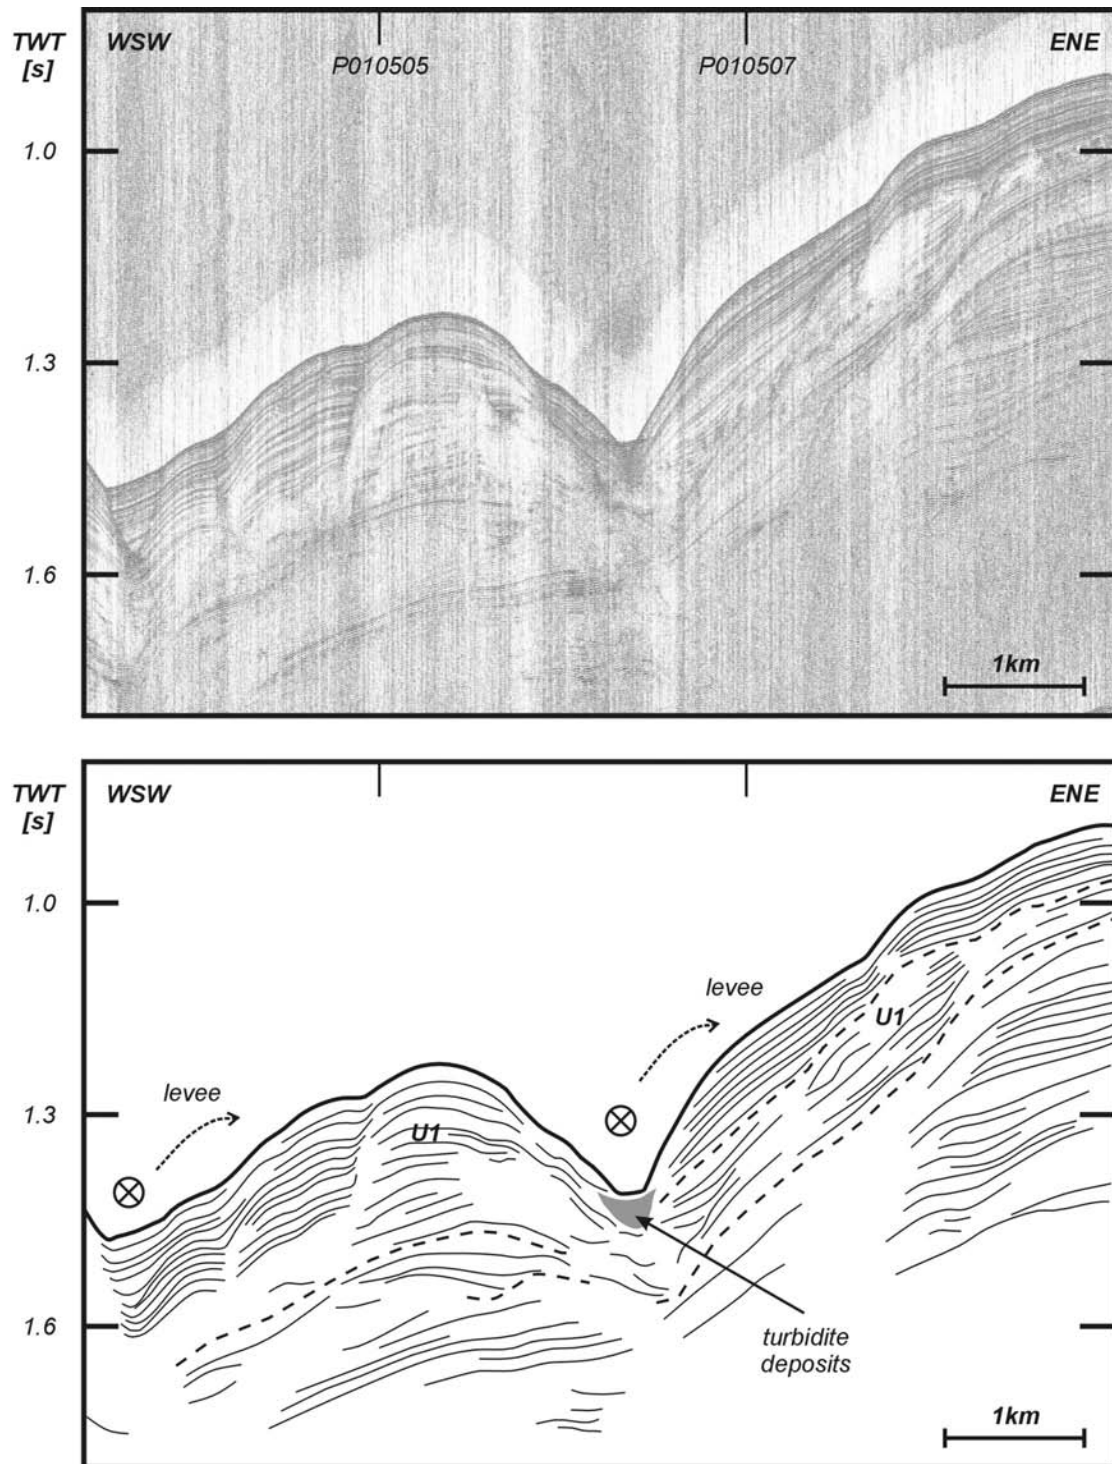 TWT WSW ENE
[s] P010505 P010507
1.0
1.3
1.6
1km
TWT WSW ENE
[s]
1.0
levee
U1
levee
1.3
U1
1.6
turbidite
deposits
1km